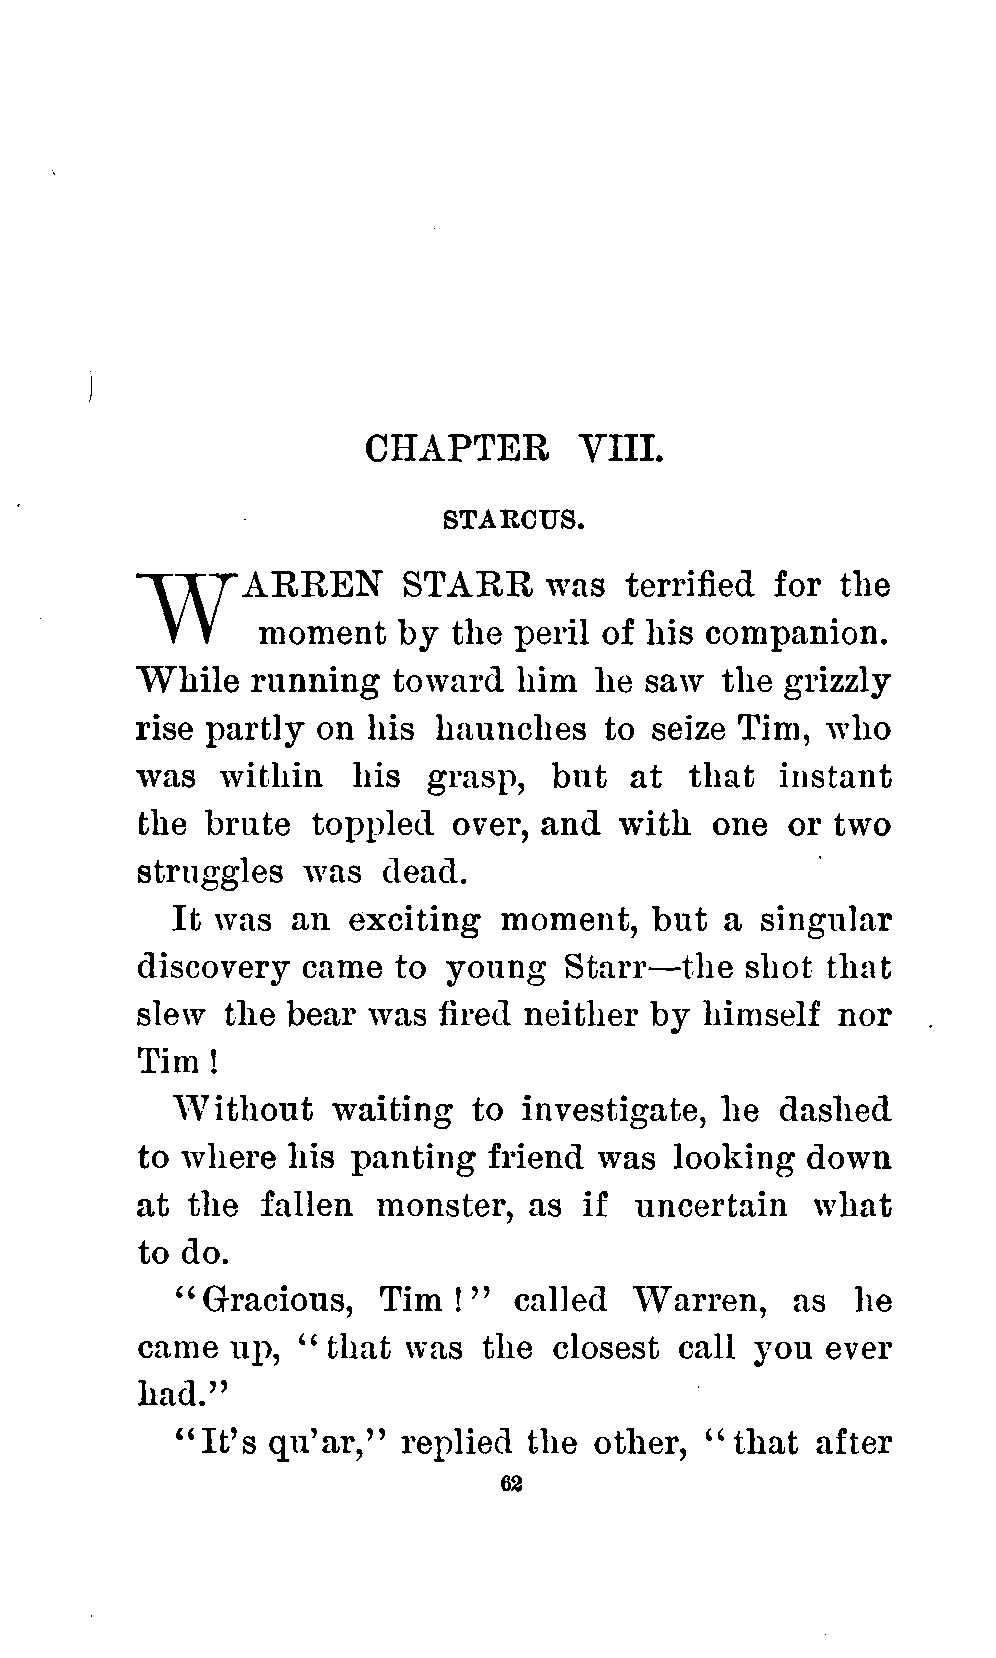 CHAPTER VIII.
STARCUS.
WARREN STARR was terrified for the
moment by the peril of his companion.
While running toward him he saw the grizzly
rise partly on his haunches to seize Tim, who
was within his grasp, but at that instant
the brute toppled over, and with one or two
struggles was dead.
It was an exciting moment, but a singular
discovery came to young Starr—the shot that
slew the bear was fired neither by himself nor
Tim !
Without waiting to investigate, he dashed
to where his panting friend was looking down
at the fallen monster, as if uncertain what
to do.
“Gracious, Tim !” called Warren, as he
came up, “that was the closest call you ever
had.”
“It's qu'ar,” replied the other, “that after
62